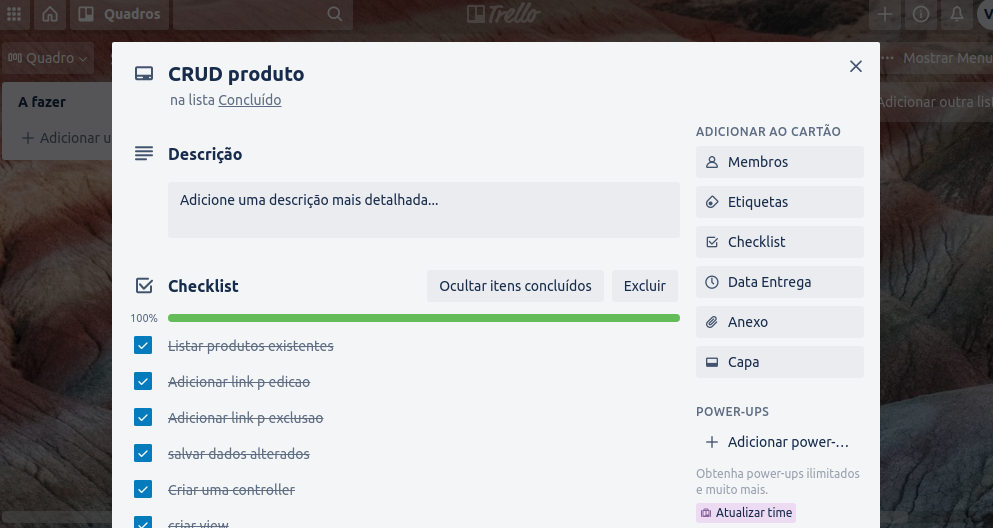 Quadros
Trello
V
Quadro
Mostrar Menu
A fazer
Adicionar u
Adicionar outra list
CRUD produto
na lista Concluído
Descrição
Adicione uma descrição mais detalhada...
Checklist
Ocultar itens concluídos
Excluir
100%
Listar produtos existentes
Adicionar link p edicao
Adicionar link p exclusao
salvar dados alterados
Criar uma controller
criar view
ADICIONAR AO CARTÃO
Membros
Etiquetas
Checklist
Data Entrega
Anexo
Capa
POWER-UPS
Adicionar power-...
Obtenha power-ups ilimitados
e muito mais.
Atualizar time